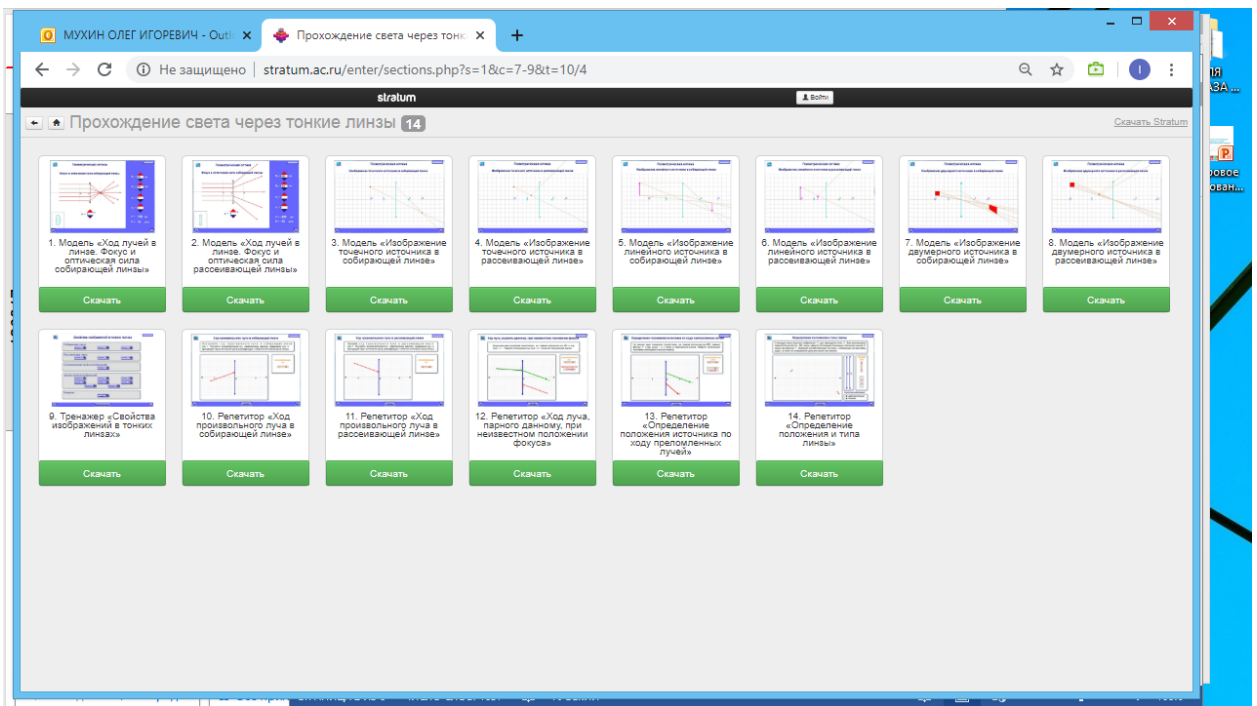 МУХИН ОЛЕГ ИГОРЕВИЧ - Outl
Прохождение света через тонк
Не защищено | stratum.ac.ru/enter/sections.php?s=1&c=7-9&t=10/4
stratum
Войти
Прохождение света через тонкие линзы 14
Скачать Stratum
1. Модель «Ход лучей в
линзе. Фокус и
оптическая сила
собирающей линзы»
Скачать
2. Модель «Ход лучей в
линзе. Фокус и
оптическая сила
рассеивающей линзы»
Скачать
3. Модель «Изображение
точечного источника в
собирающей линзе»
Скачать
4. Модель «Изображение
точечного источника в
рассеивающей линзе»
Скачать
5. Модель «Изображение
линейного источника в
собирающей линзе»
Скачать
6. Модель «Изображение
линейного источника в
рассеивающей линзе»
Скачать
7. Модель «Изображение
двумерного источника в
собирающей линзе»
Скачать
8. Модель «Изображение
двумерного источника в
рассеивающей линзе»
Скачать
9. Тренажер «Свойства
изображений в тонких
линзах»
Скачать
10. Репетитор «Ход
произвольного луча в
собирающей линзе»
Скачать
11. Репетитор «Ход
произвольного луча в
рассеивающей линзе»
Скачать
12. Репетитор «Ход луча,
парного данному, при
неизвестном положении
фокуса»
Скачать
13. Репетитор
«Определение
положения источника по
ходу преломленных
лучей»
Скачать
14. Репетитор
«Определение
положения и типа
линзы»
Скачать